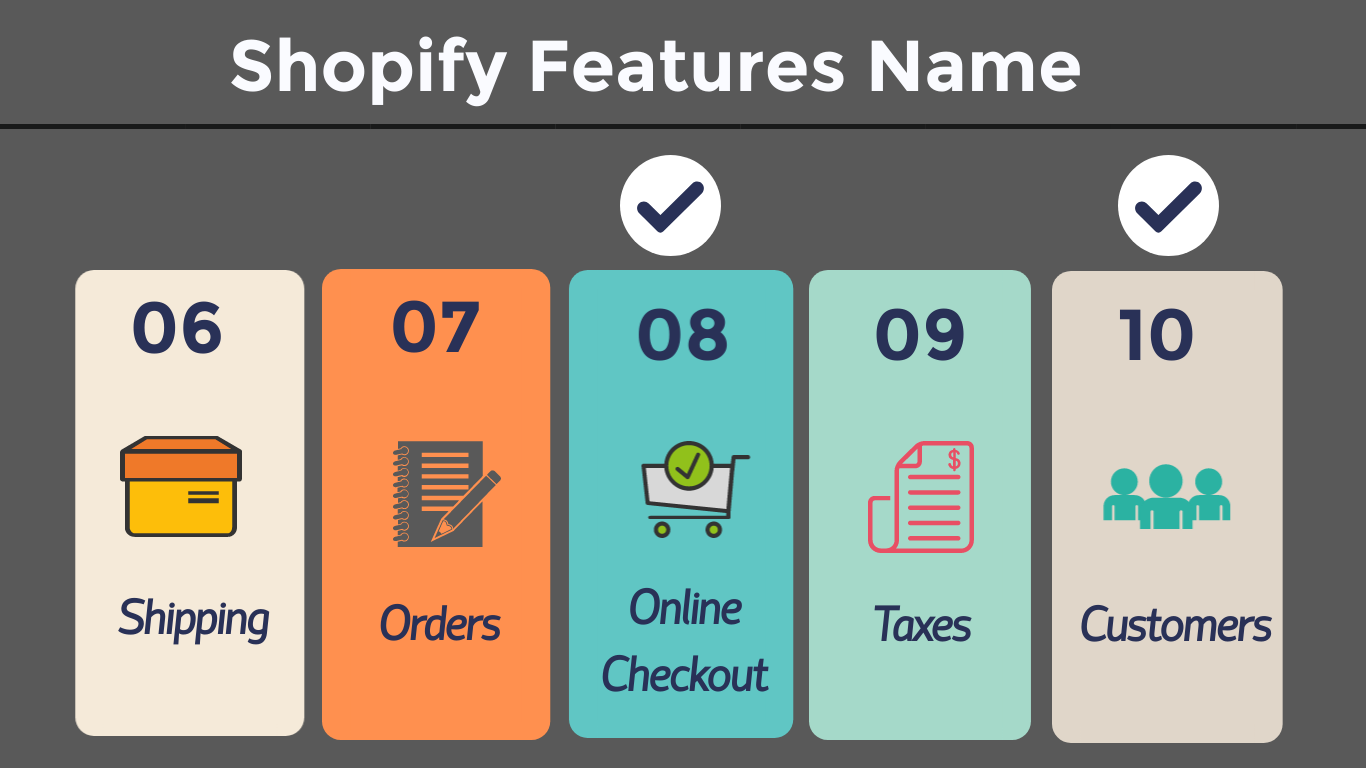 Shopify Features Name
06
07
08
09
10
$
Shipping
Orders
Online
Checkout
Taxes
Customers